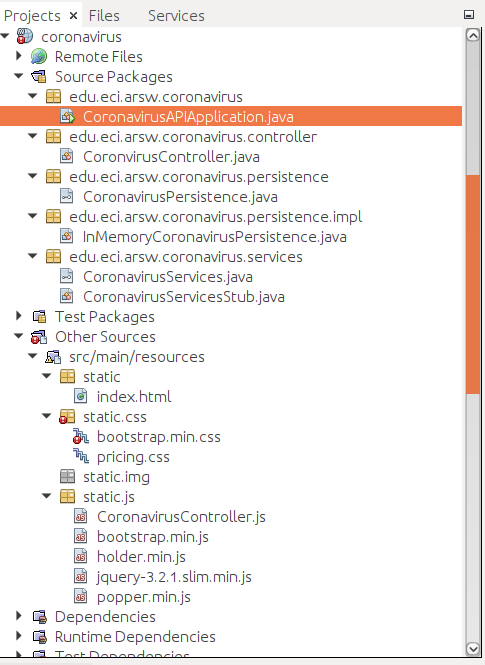 Projects × Files Services
coronavirus
Remote Files
Source Packages
edu.eci.arsw.coronavirus
CoronavirusAPIApplication.java
edu.eci.arsw.coronavirus.controller
CoronvirusController.java
edu.eci.arsw.coronavirus.persistence
CoronavirusPersistence.java
edu.eci.arsw.coronavirus.persistence.impl
InMemoryCoronavirusPersistence.java
edu.eci.arsw.coronavirus.services
CoronavirusServices.java
CoronavirusServicesStub.java
Test Packages
Other Sources
src/main/resources
static
index.html
static.css
bootstrap.min.css
pricing.css
static.img
static.js
CoronavirusController.js
bootstrap.min.js
holder.min.js
jquery-3.2.1.slim.min.js
popper.min.js
Dependencies
Runtime Dependencies
Test Dependencies